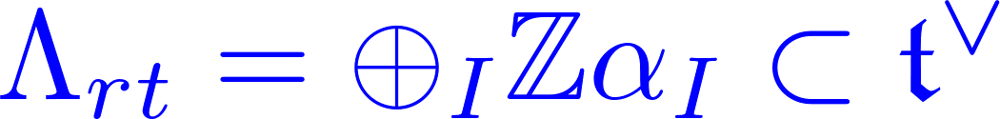 Λ_{rt} = ⊕_I ℤα_I ⊂ 𝔱^∨